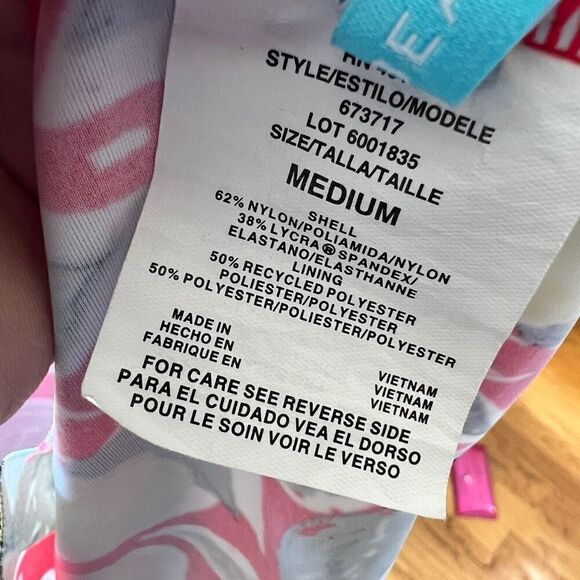 EA
STYLE/ESTILO/MODELE
673717
LOT 6001835
SIZE/TALLA/TAILLE
MEDIUM
SHELL
62% NYLON/POLIAMIDA/NYLON
38% LYCRA® SPANDEX/
ELASTANO/ELASTHANNE
LINING
50% RECYCLED POLYESTER
POLIESTER/POLYESTER
50% POLYESTER/POLIESTER/POLYESTER
MADE IN VIETNAM
HECHO EN VIETNAM
FABRIQUE EN VIETNAM
FOR CARE SEE REVERSE SIDE
PARA EL CUIDADO VEA EL DORSO
POUR LE SOIN VOIR LE VERSO